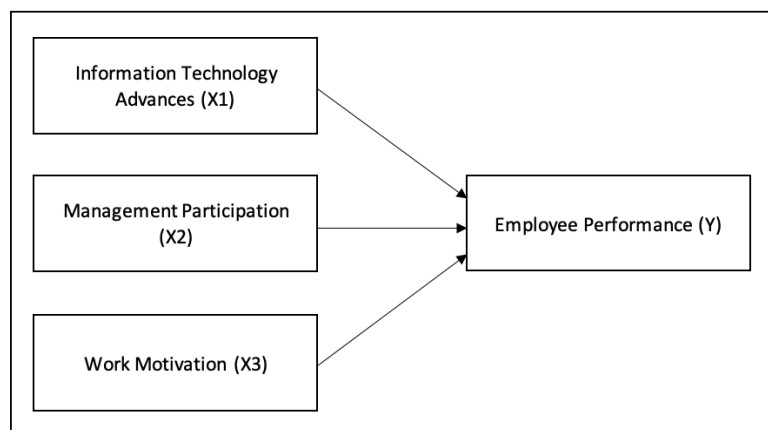 Information Technology
Advances (X1)
Management Participation
(X2)
Employee Performance (Y)
Work Motivation (X3)